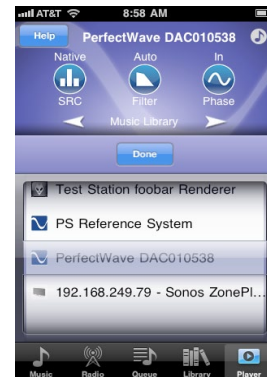 AT&T 8:58 AM
Help PerfectWave DAC010538
Native Auto In
SRC Filter Phase
Music Library
Done
Test Station foobar Renderer
PS Reference System
PerfectWave DAC010538
192.168.249.79 - Sonos ZonePl...
Music Radio Queue Library Player